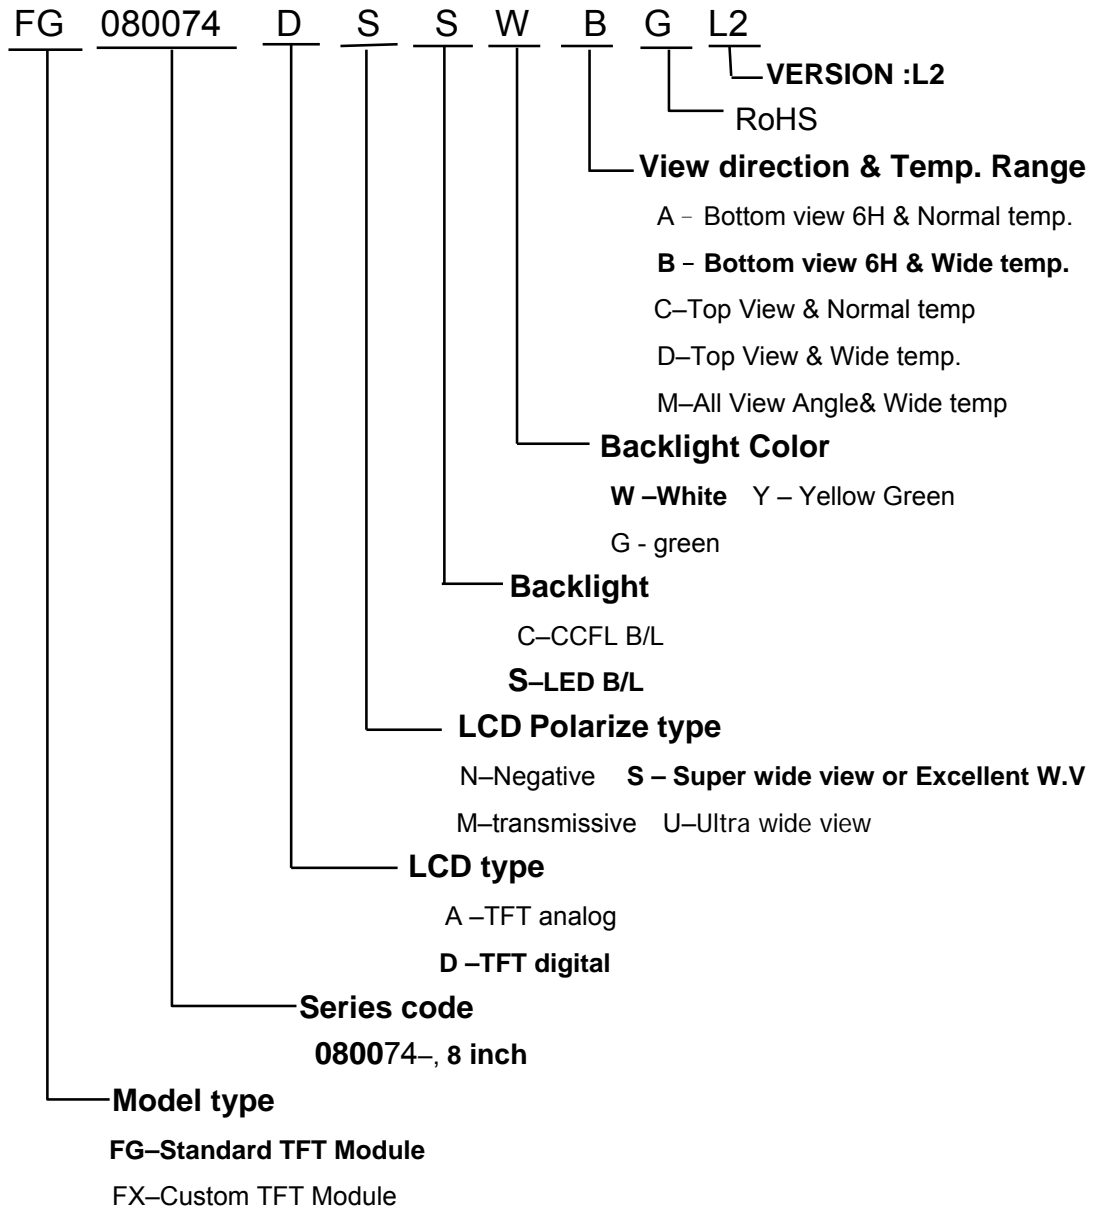 FG 080074 D S S W B G L2
VERSION :L2
RoHS
View direction & Temp. Range
A – Bottom view 6H & Normal temp.
B – Bottom view 6H & Wide temp.
C–Top View & Normal temp
D–Top View & Wide temp.
M–All View Angle& Wide temp
Backlight Color
W –White Y – Yellow Green
G - green
Backlight
C–CCFL B/L
S–LED B/L
LCD Polarize type
N–Negative S – Super wide view or Excellent W.V
M–transmissive U–Ultra wide view
LCD type
A –TFT analog
D –TFT digital
Series code
080074–, 8 inch
Model type
FG–Standard TFT Module
FX–Custom TFT Module